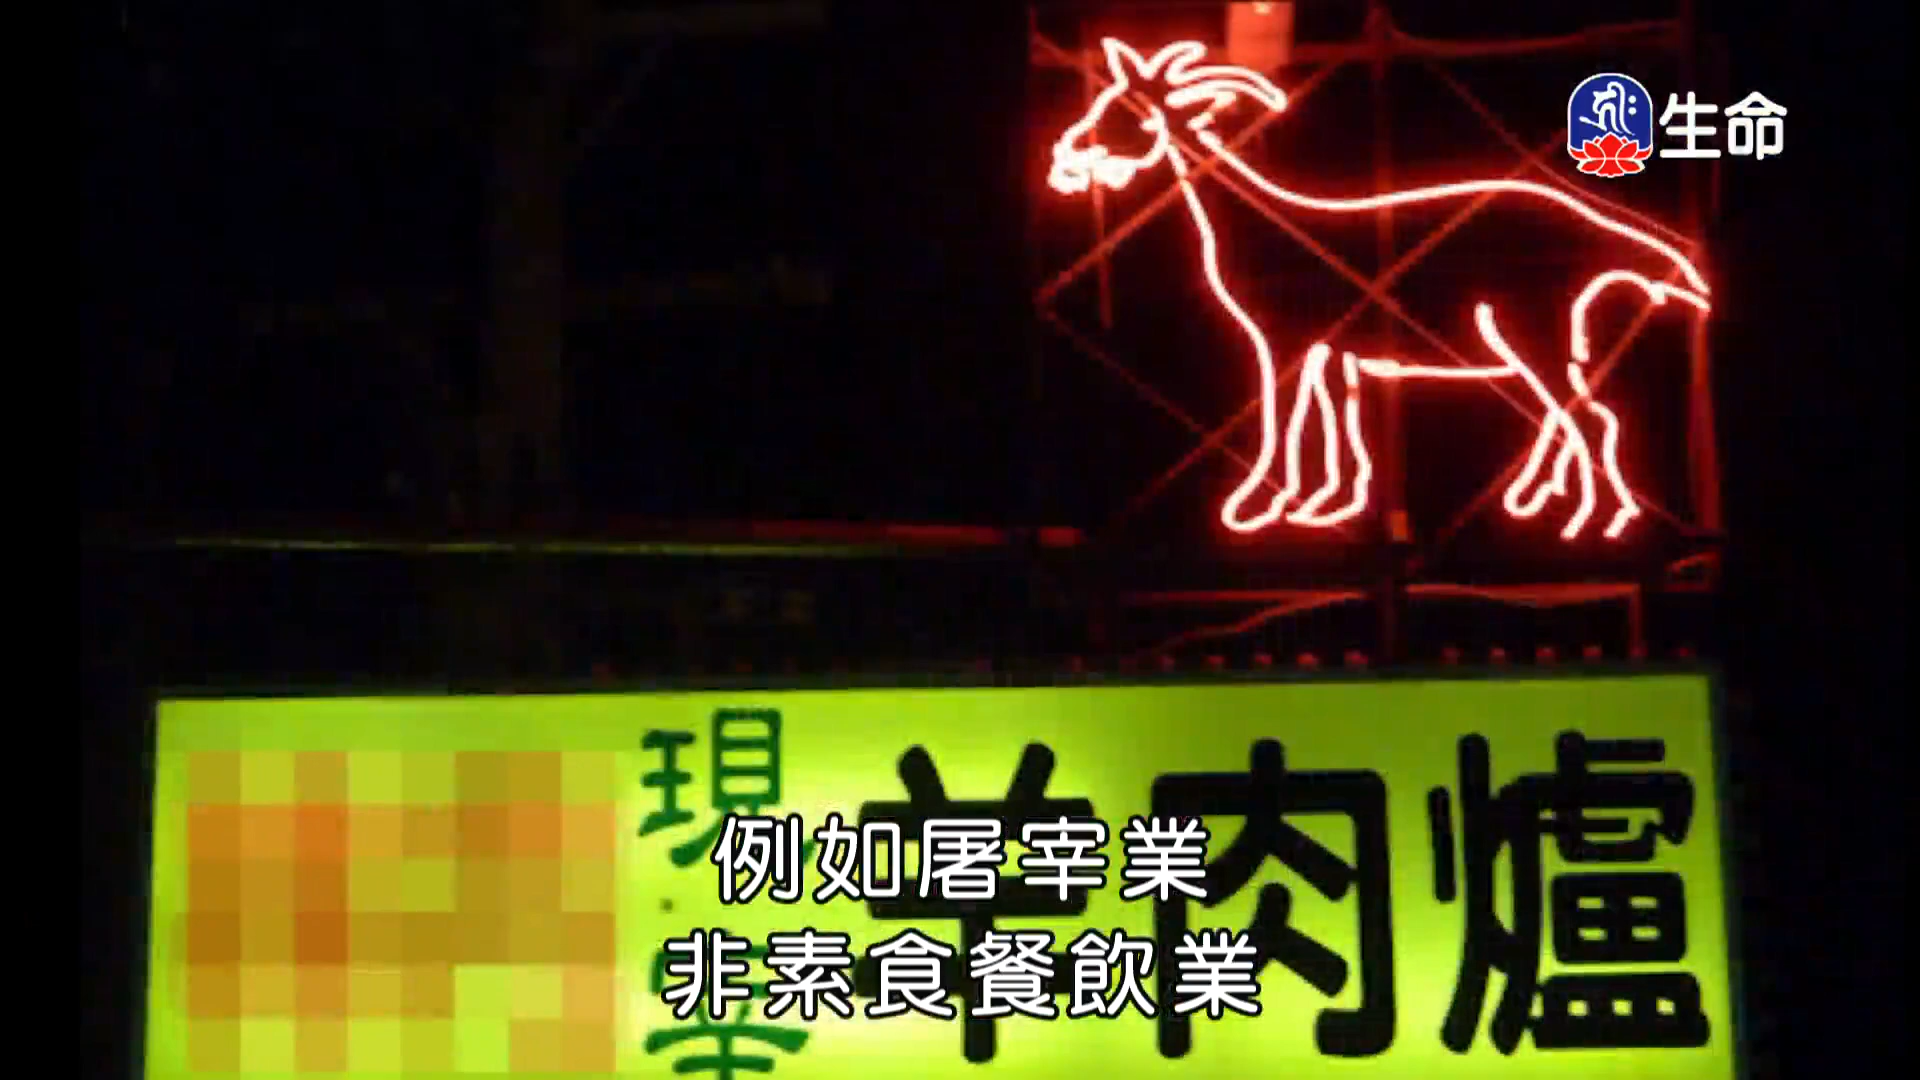 生命
現宰
羊肉爐
例如屠宰業
非素食餐飲業